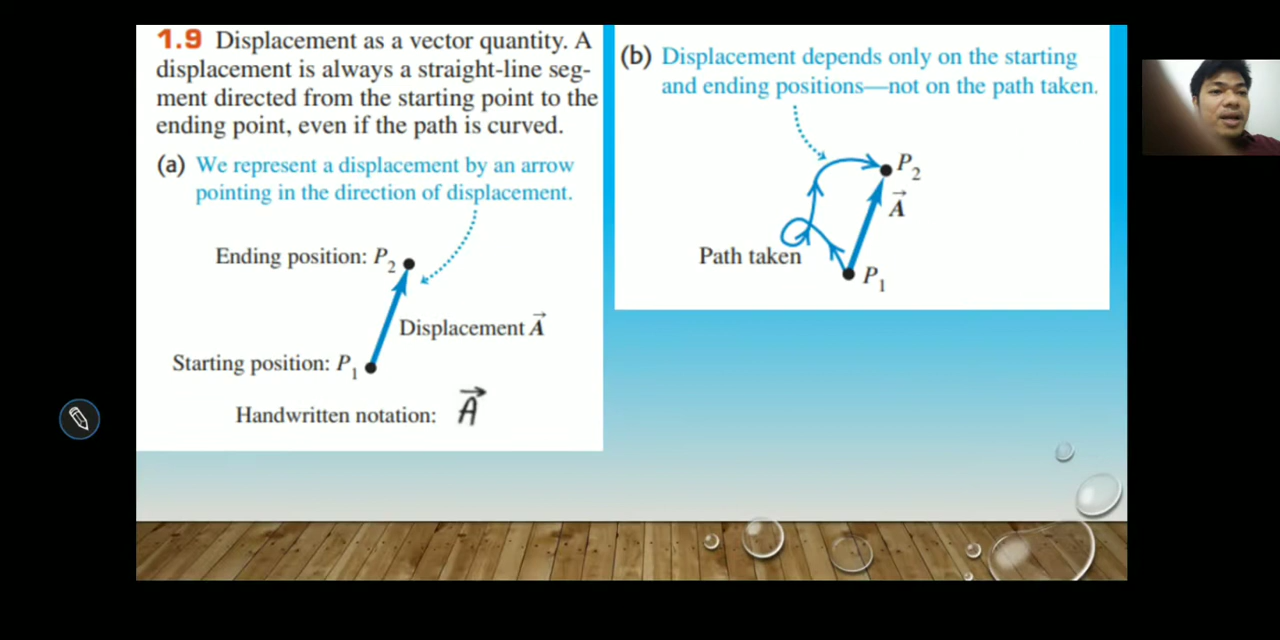 1.9 Displacement as a vector quantity. A
displacement is always a straight-line seg-
ment directed from the starting point to the
ending point, even if the path is curved.
(a) We represent a displacement by an arrow
pointing in the direction of displacement.
Ending position: P₂
Displacement A⃗
Starting position: P₁
Handwritten notation: A⃗
(b) Displacement depends only on the starting
and ending positions—not on the path taken.
P₂
A⃗
Path taken
P₁